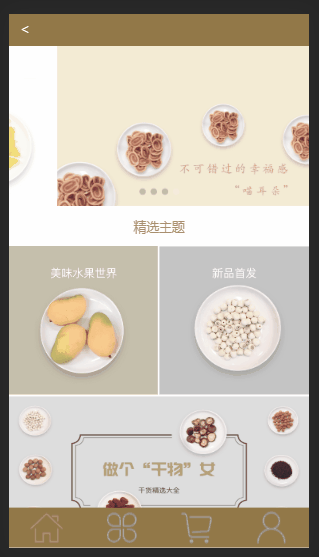 <
不可错过的幸福感
“猫耳朵”
精选主题
美味水果世界
新品首发
做个“干物”女
干货精选大全